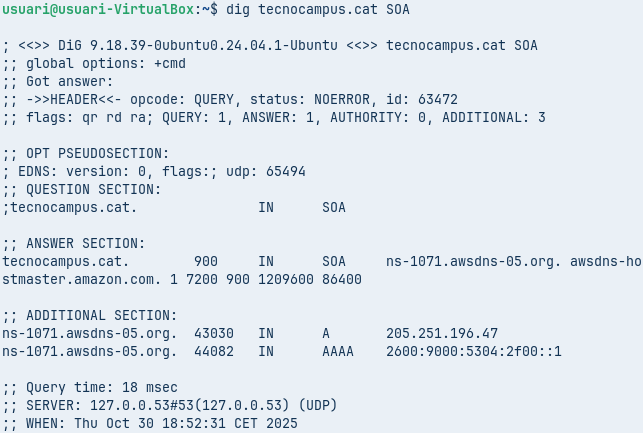 usuari@usuari-VirtualBox:~$ dig tecnocampus.cat SOA

; <<>> DiG 9.18.39-0ubuntu0.24.04.1-Ubuntu <<>> tecnocampus.cat SOA
;; global options: +cmd
;; Got answer:
;; ->>HEADER<<- opcode: QUERY, status: NOERROR, id: 63472
;; flags: qr rd ra; QUERY: 1, ANSWER: 1, AUTHORITY: 0, ADDITIONAL: 3

;; OPT PSEUDOSECTION:
; EDNS: version: 0, flags:; udp: 65494
;; QUESTION SECTION:
;tecnocampus.cat.               IN      SOA

;; ANSWER SECTION:
tecnocampus.cat.        900     IN      SOA     ns-1071.awsdns-05.org. awsdns-ho
stmaster.amazon.com. 1 7200 900 1209600 86400

;; ADDITIONAL SECTION:
ns-1071.awsdns-05.org.  43030   IN      A       205.251.196.47
ns-1071.awsdns-05.org.  44082   IN      AAAA    2600:9000:5304:2f00::1

;; Query time: 18 msec
;; SERVER: 127.0.0.53#53(127.0.0.53) (UDP)
;; WHEN: Thu Oct 30 18:52:31 CET 2025